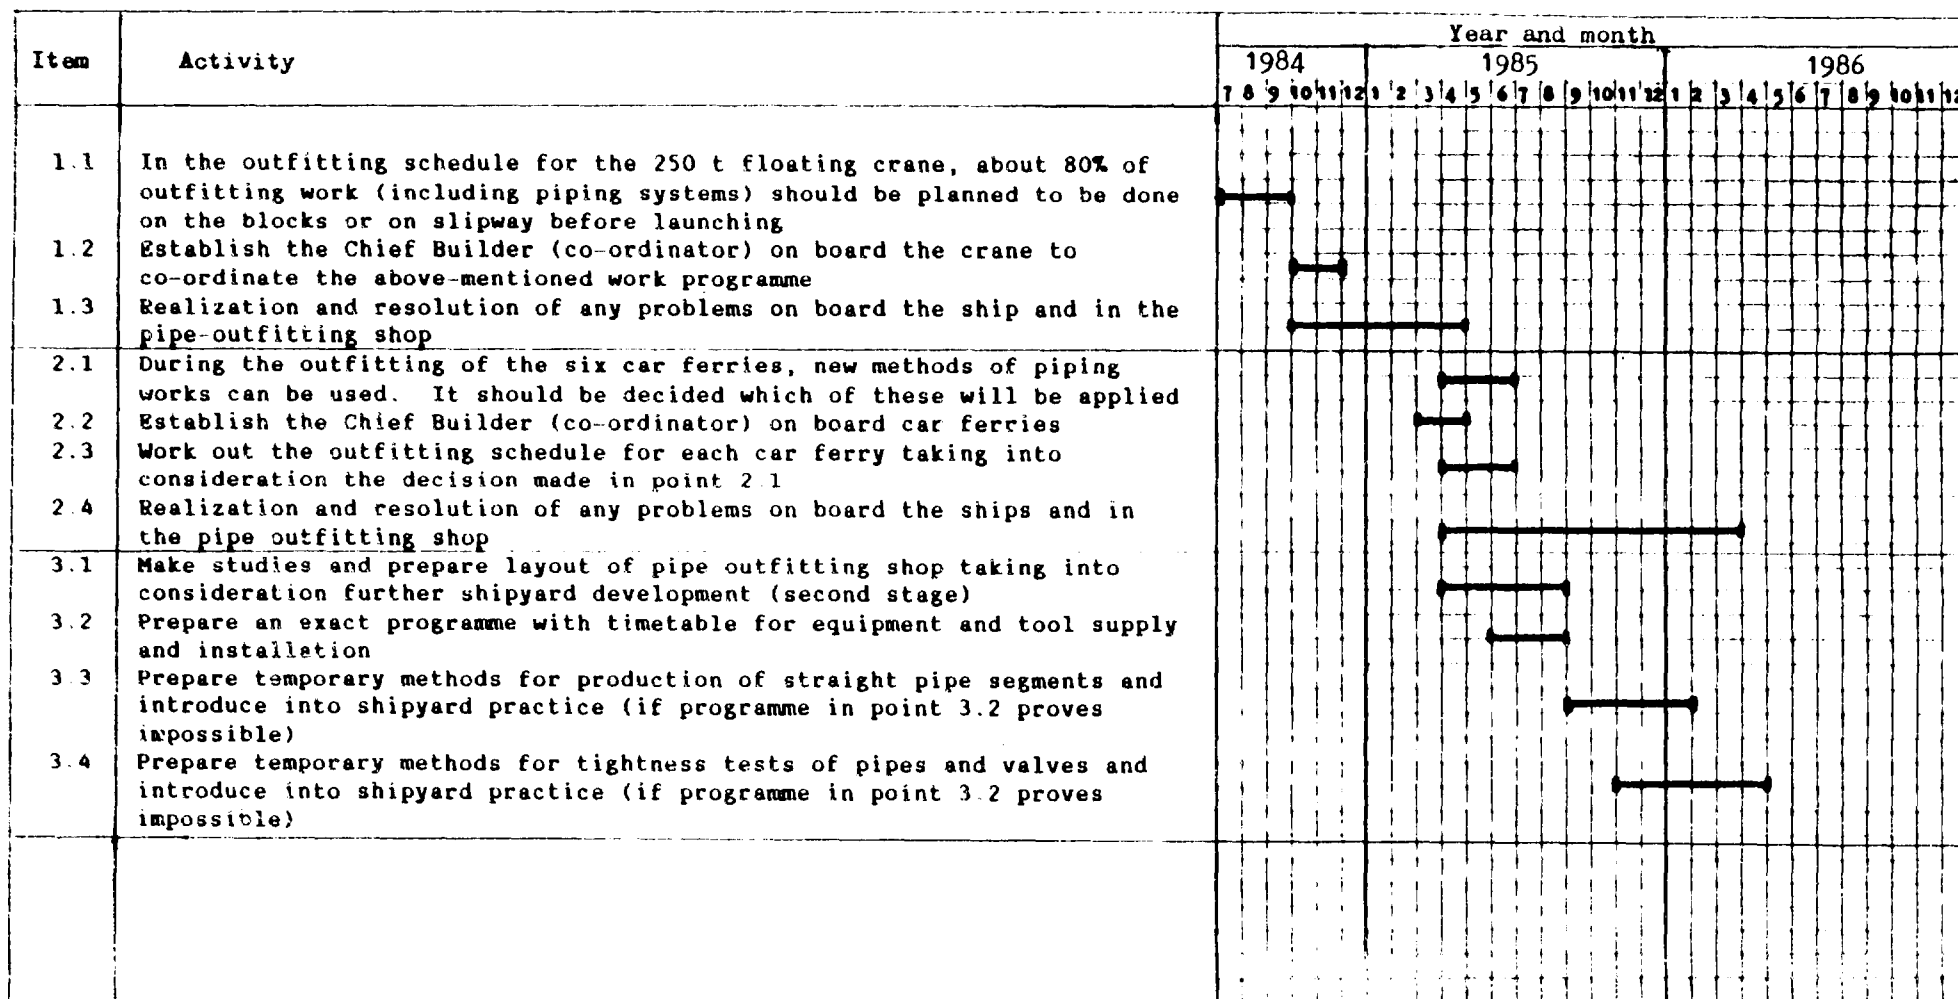 Year and month
Item Activity 1984 1985 1986
7 8 9 10 11 12 1 2 3 4 5 6 7 8 9 10 11 12 1 2 3 4 5 6 7 8 9 10 11 12
1.1 In the outfitting schedule for the 250 t floating crane, about 80% of
outfitting work (including piping systems) should be planned to be done
on the blocks or on slipway before launching
1.2 Establish the Chief Builder (co-ordinator) on board the crane to
co-ordinate the above-mentioned work programme
1.3 Realization and resolution of any problems on board the ship and in the
pipe-outfitting shop
2.1 During the outfitting of the six car ferries, new methods of piping
works can be used. It should be decided which of these will be applied
2.2 Establish the Chief Builder (co-ordinator) on board car ferries
2.3 Work out the outfitting schedule for each car ferry taking into
consideration the decision made in point 2.1
2.4 Realization and resolution of any problems on board the ships and in
the pipe outfitting shop
3.1 Make studies and prepare layout of pipe outfitting shop taking into
consideration further shipyard development (second stage)
3.2 Prepare an exact programme with timetable for equipment and tool supply
and installation
3.3 Prepare temporary methods for production of straight pipe segments and
introduce into shipyard practice (if programme in point 3.2 proves
impossible)
3.4 Prepare temporary methods for tightness tests of pipes and valves and
introduce into shipyard practice (if programme in point 3.2 proves
impossible)